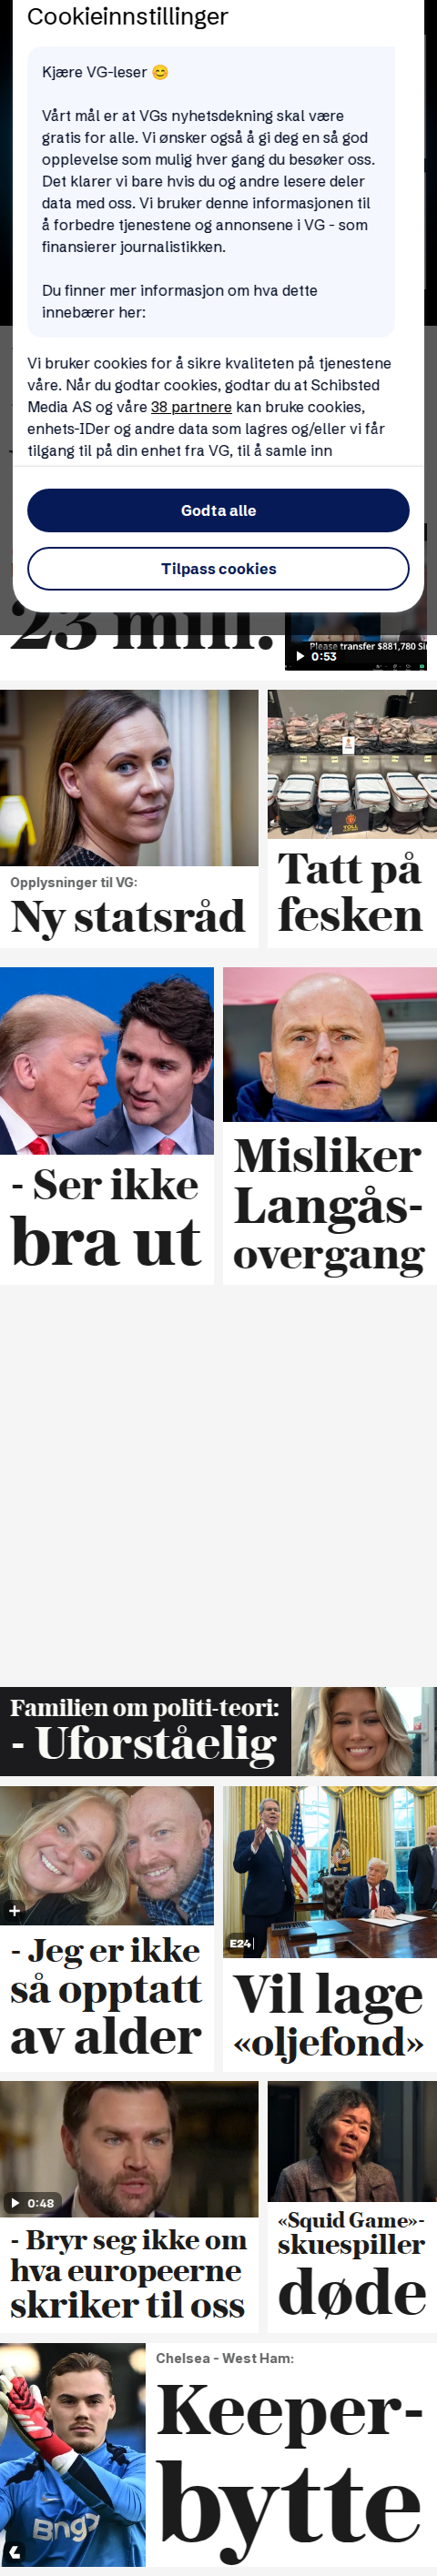 Cookieinnstillinger
Kjære VG-leser 😊
Vårt mål er at VGs nyhetsdekning skal være
gratis for alle. Vi ønsker også å gi deg en så god
opplevelse som mulig hver gang du besøker oss.
Det klarer vi bare hvis du og andre lesere deler
data med oss. Vi bruker denne informasjonen til
å forbedre tjenestene og annonsene i VG - som
finansierer journalistikken.
Du finner mer informasjon om hva dette
innebærer her:
Vi bruker cookies for å sikre kvaliteten på tjenestene
våre. Når du godtar cookies, godtar du at Schibsted
Media AS og våre 38 partnere kan bruke cookies,
enhets-IDer og andre data som lagres og/eller vi får
tilgang til på din enhet fra VG, til å samle inn
Godta alle
Tilpass cookies
23 mill.
Please transfer $881,780
0:53
Opplysninger til VG:
Ny statsråd
TOLL
Tatt på
fesken
- Ser ikke
bra ut
Misliker
Langås-
overgang
Familien om politi-teori:
- Uforståelig
- Jeg er ikke
så opptatt
av alder
E24
Vil lage
«oljefond»
0:48
- Bryr seg ikke om
hva europeerne
skriker til oss
«Squid Game»-
skuespiller
døde
BNG
Chelsea - West Ham:
Keeper-
bytte